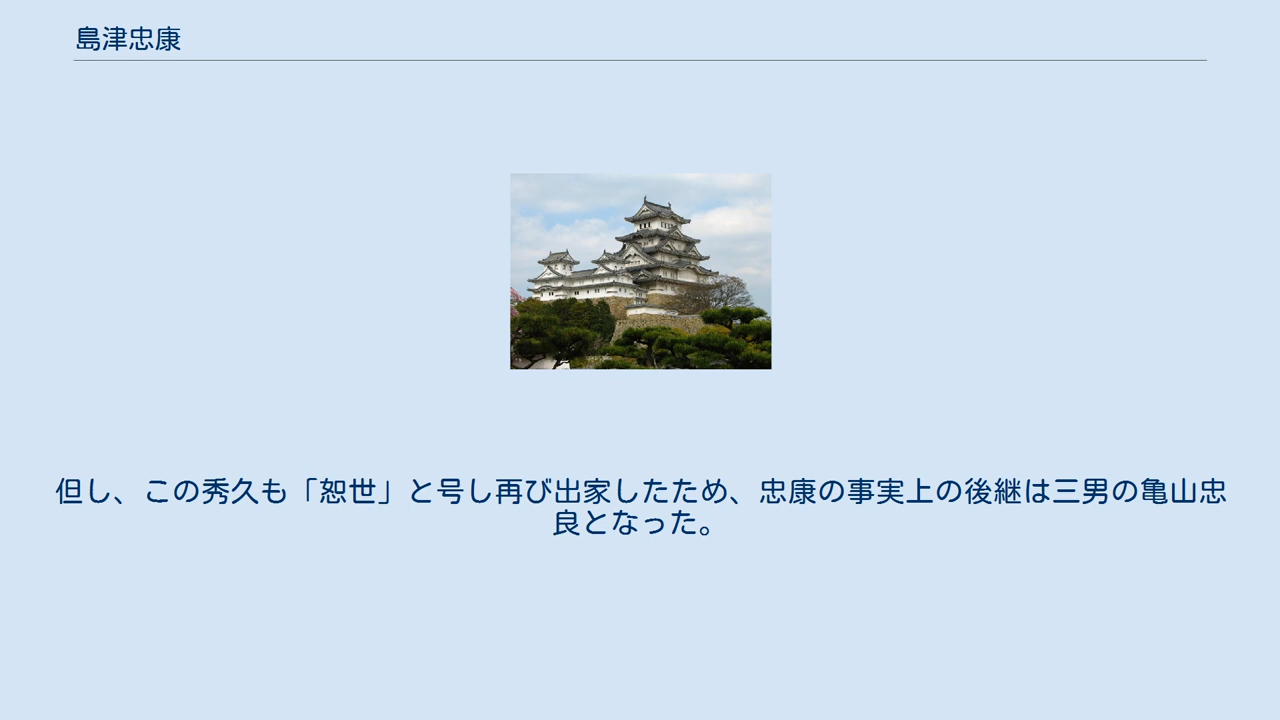 島津忠康
但し、この秀久も「恕世」と号し再び出家したため、忠康の事実上の後継は三男の亀山忠
良となった。